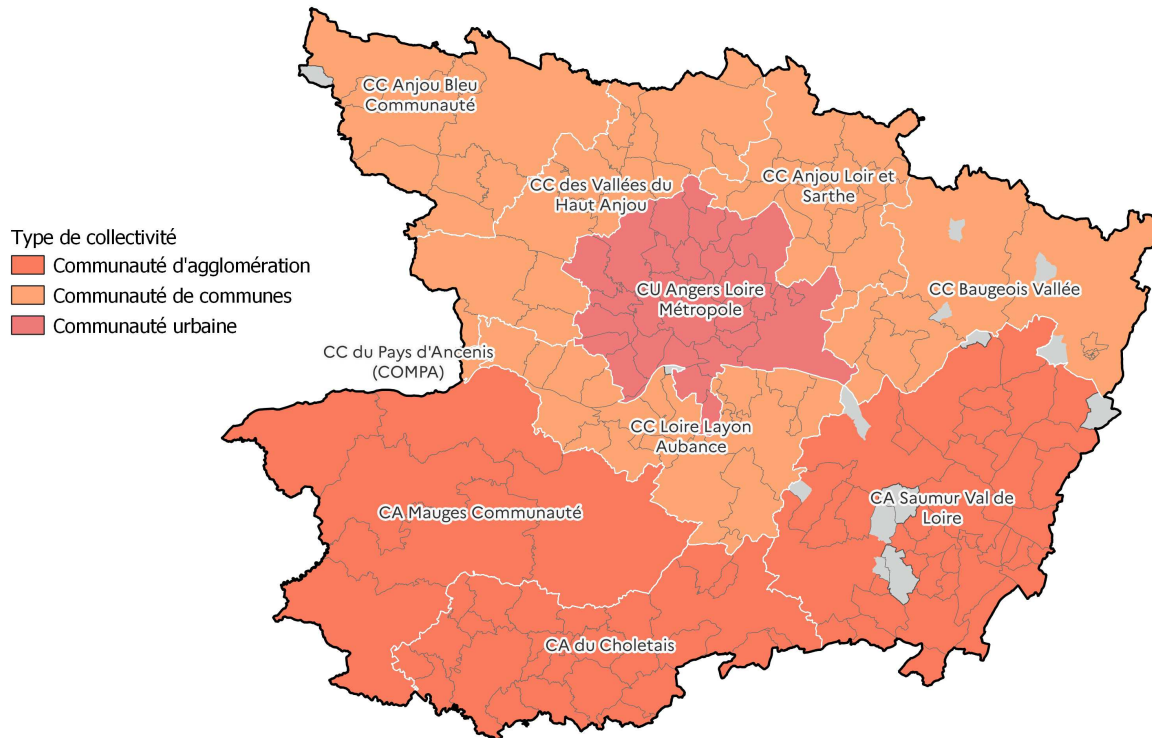 CC Anjou Bleu
Communauté
CC des Vallées du
Haut Anjou
CC Anjou Loir et
Sarthe
Type de collectivité
Communauté d'agglomération
Communauté de communes
Communauté urbaine
CU Angers Loire
Métropole
CC Baugeois Vallée
CC du Pays d'Ancenis
(COMPA)
CC Loire Layon
Aubance
CA Mauges Communauté
CA Saumur Val de
Loire
CA du Choletais